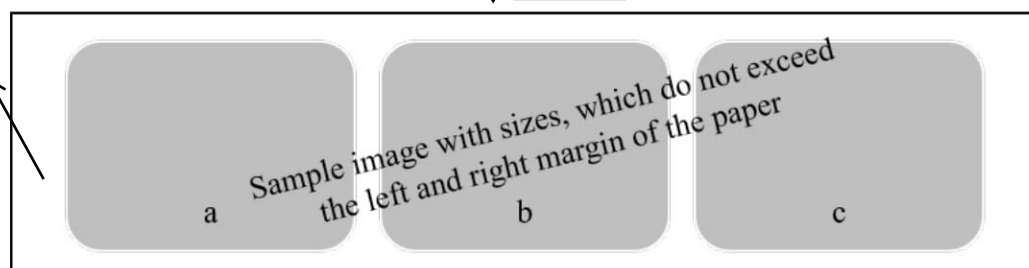 Sample image with sizes, which do not exceed
the left and right margin of the paper
a
b
c